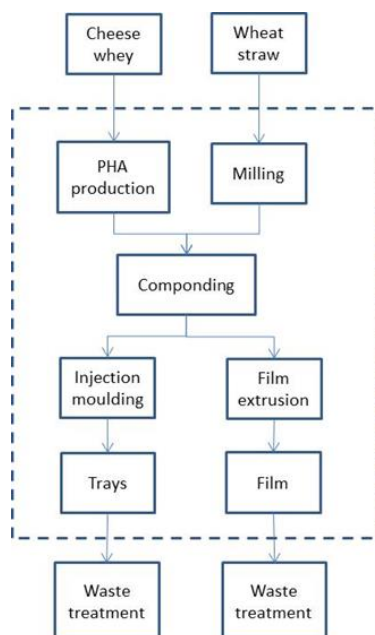 Cheese
whey
Wheat
straw
PHA
production
Milling
Componding
Injection
moulding
Film
extrusion
Trays
Film
Waste
treatment
Waste
treatment